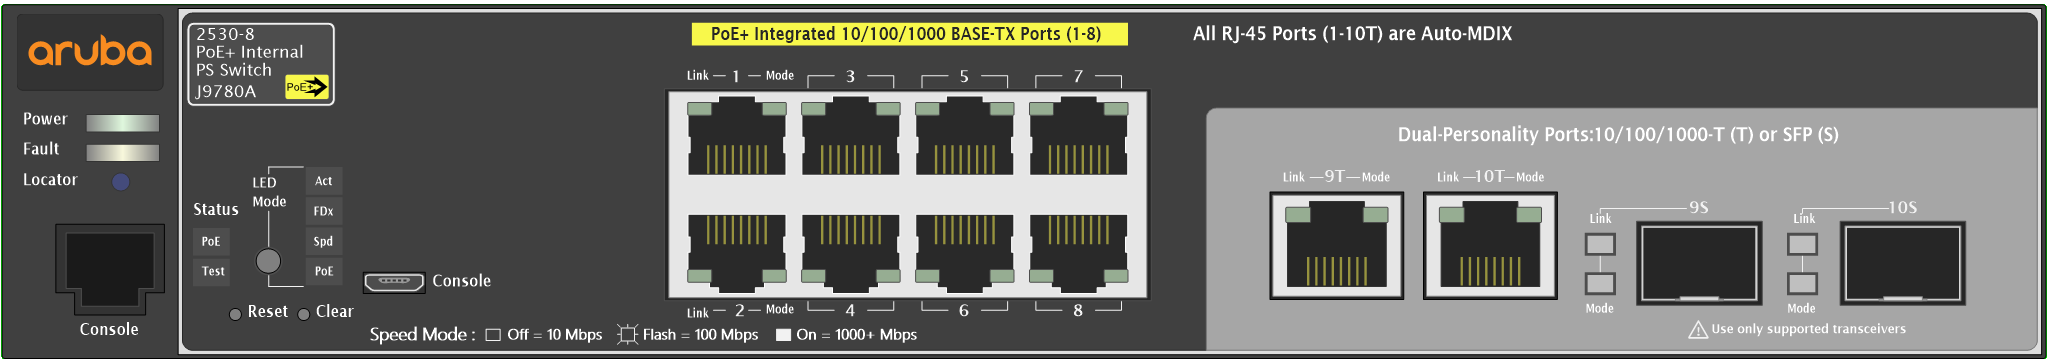 aruba
2530-8
PoE+ Internal
PS Switch
J9780A
PoE+
Power
Fault
Locator
Console
Status
PoE
Test
LED
Mode
Act
FDx
Spd
PoE
Reset
Clear
Console
PoE+ Integrated 10/100/1000 BASE-TX Ports (1-8)
Link 1 Mode 3 5 7
Link 2 Mode 4 6 8
Speed Mode : Off = 10 Mbps Flash = 100 Mbps On = 1000+ Mbps
All RJ-45 Ports (1-10T) are Auto-MDIX
Dual-Personality Ports:10/100/1000-T (T) or SFP (S)
Link 9T Mode
Link 10T Mode
9S
Link
Mode
10S
Link
Mode
Use only supported transceivers